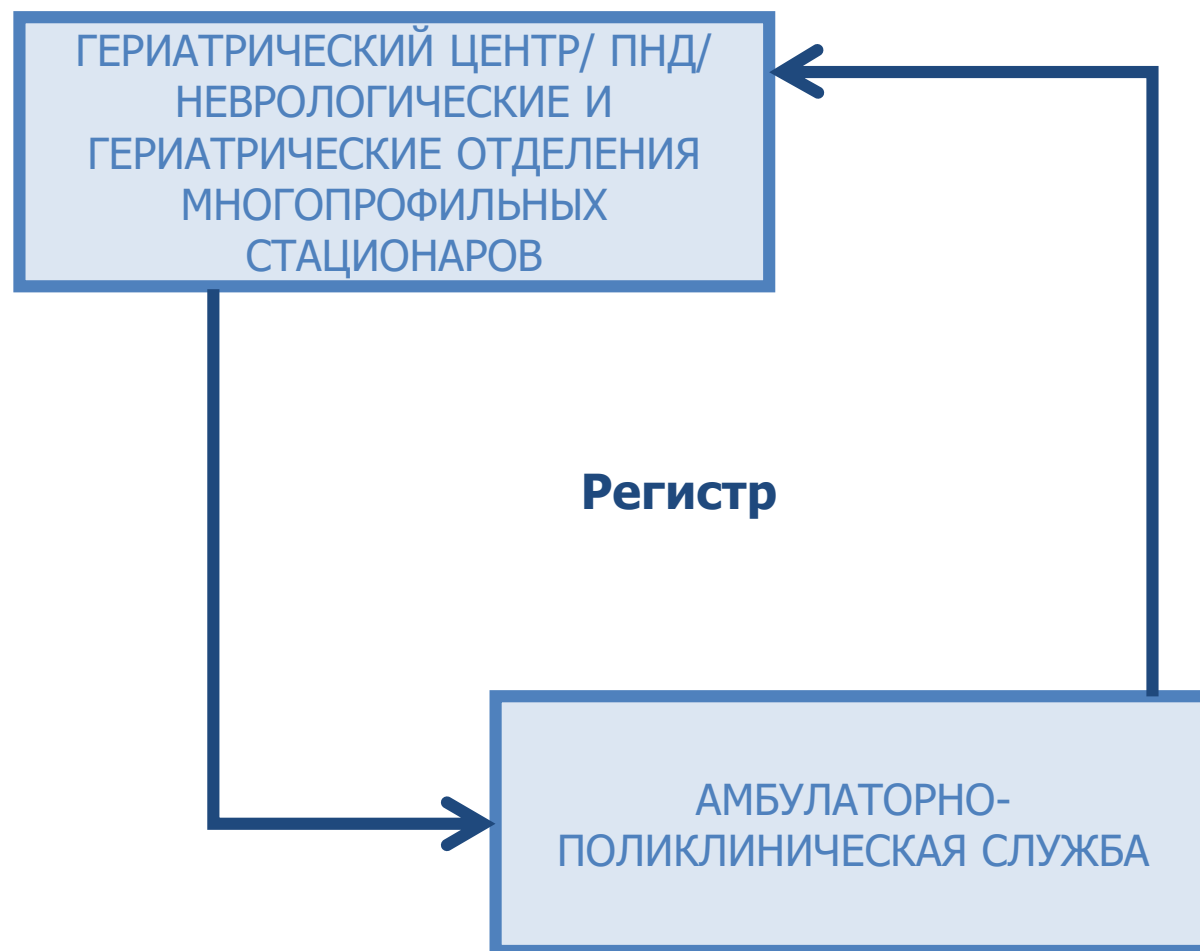 ГЕРИАТРИЧЕСКИЙ ЦЕНТР/ ПНД/
НЕВРОЛОГИЧЕСКИЕ И
ГЕРИАТРИЧЕСКИЕ ОТДЕЛЕНИЯ
МНОГОПРОФИЛЬНЫХ
СТАЦИОНАРОВ
Регистр
АМБУЛАТОРНО-
ПОЛИКЛИНИЧЕСКАЯ СЛУЖБА